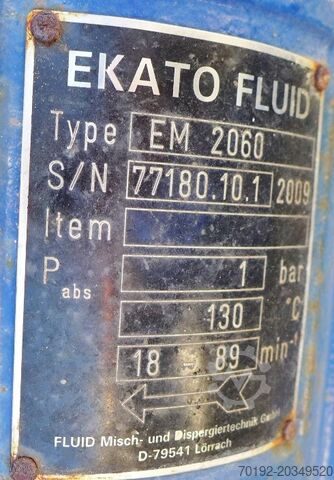 EKATO FLUID
Type EM 2060
S/N 77180.10.1 2009
Item
P abs 1 bar
130 °C
18 - 89 min⁻¹
FLUID Misch- und Dispergiertechnik GmbH
D-79541 Lörrach
70192-20349520